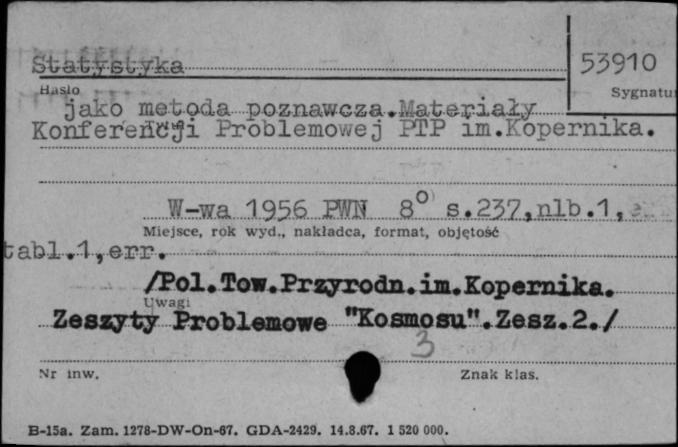 Statystyka
53910
Hasło
Sygnatu
jako metoda poznawcza.Materiały
Konferencji Problemowej PTP im.Kopernika.
W-wa 1956 PWN 8° s.237,nlb.1,
Miejsce, rok wyd., nakładca, format, objętość
tabl.1,err.
/Pol.Tow.Przyrodn.im.Kopernika.
Uwagi
Zeszyty Problemowe "Kosmosu".Zesz.2./
3
Nr inw.
Znak klas.
B-15a. Zam. 1278-DW-On-67. GDA-2429. 14.8.67. 1 520 000.